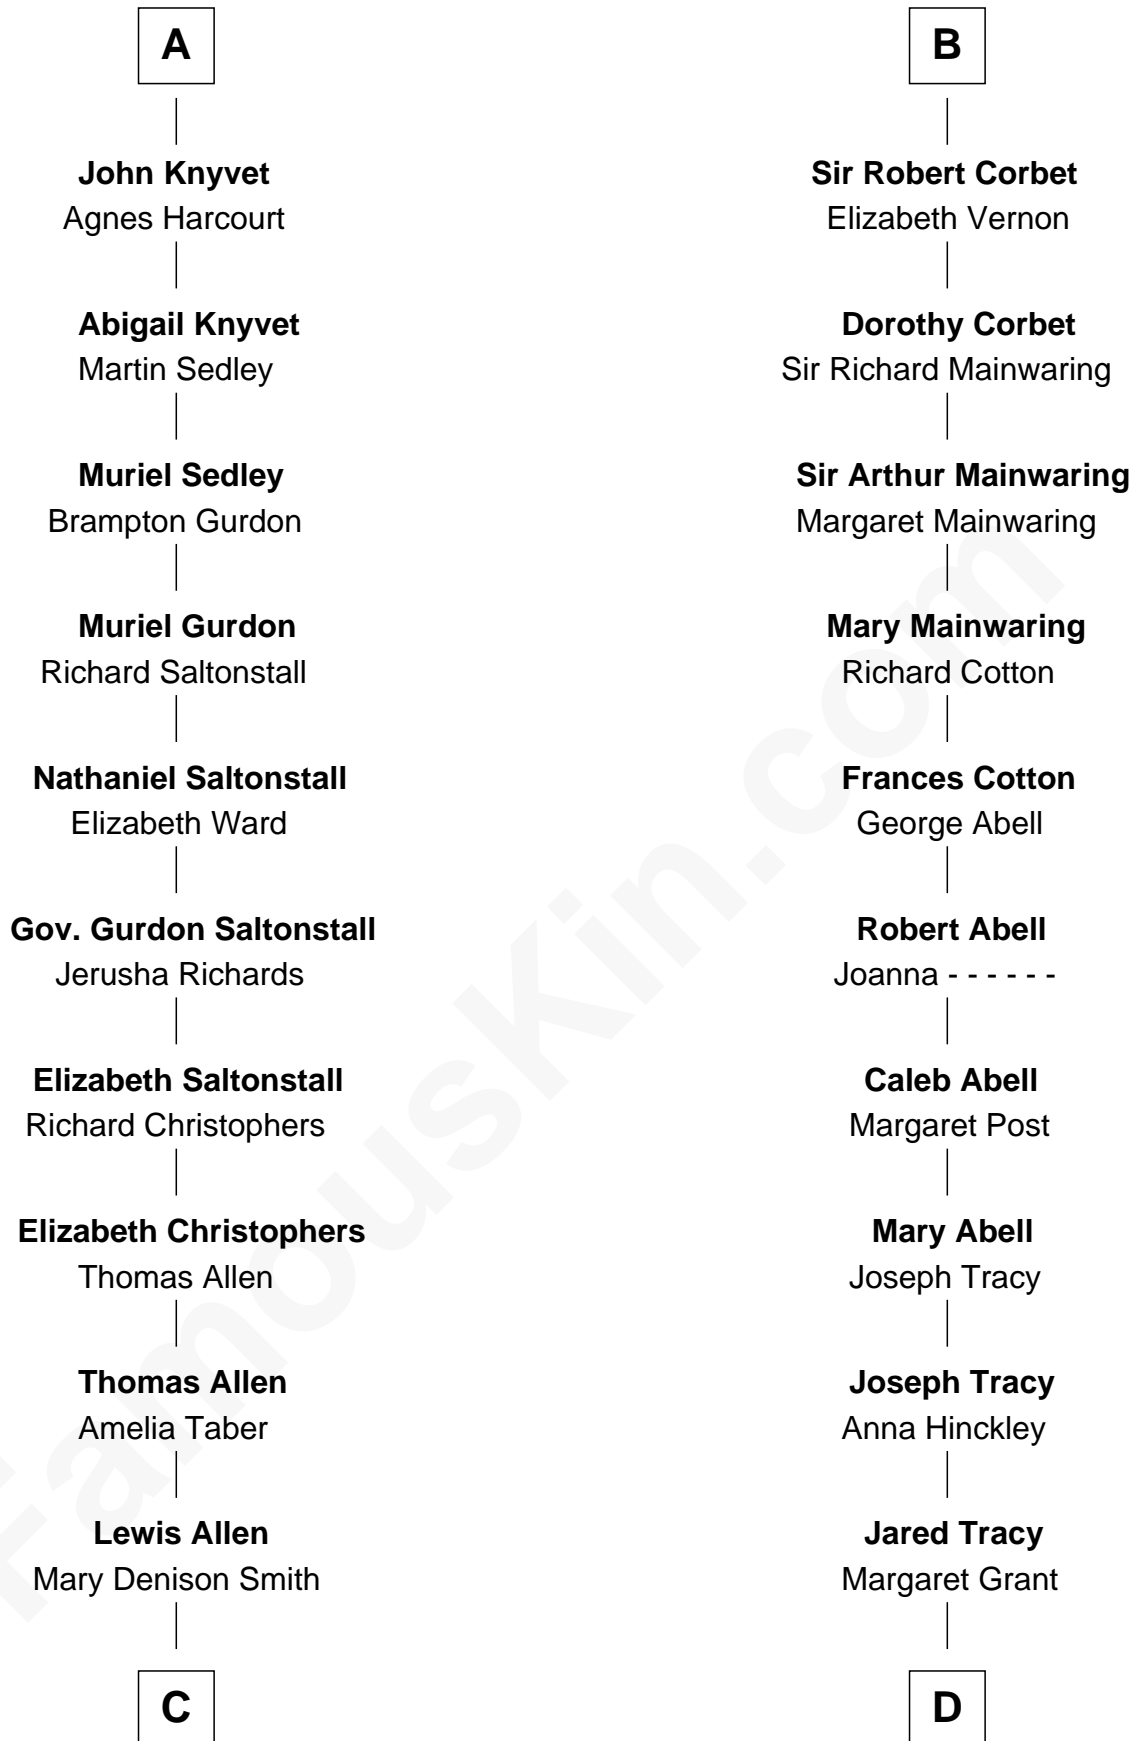 A
John Knyvet
Agnes Harcourt
Abigail Knyvet
Martin Sedley
Muriel Sedley
Brampton Gurdon
Muriel Gurdon
Richard Saltonstall
Nathaniel Saltonstall
Elizabeth Ward
Gov. Gurdon Saltonstall
Jerusha Richards
Elizabeth Saltonstall
Richard Christophers
Elizabeth Christophers
Thomas Allen
Thomas Allen
Amelia Taber
Lewis Allen
Mary Denison Smith
C
B
Sir Robert Corbet
Elizabeth Vernon
Dorothy Corbet
Sir Richard Mainwaring
Sir Arthur Mainwaring
Margaret Mainwaring
Mary Mainwaring
Richard Cotton
Frances Cotton
George Abell
Robert Abell
Joanna - - - - - -
Caleb Abell
Margaret Post
Mary Abell
Joseph Tracy
Joseph Tracy
Anna Hinckley
Jared Tracy
Margaret Grant
D
FamousKin.com